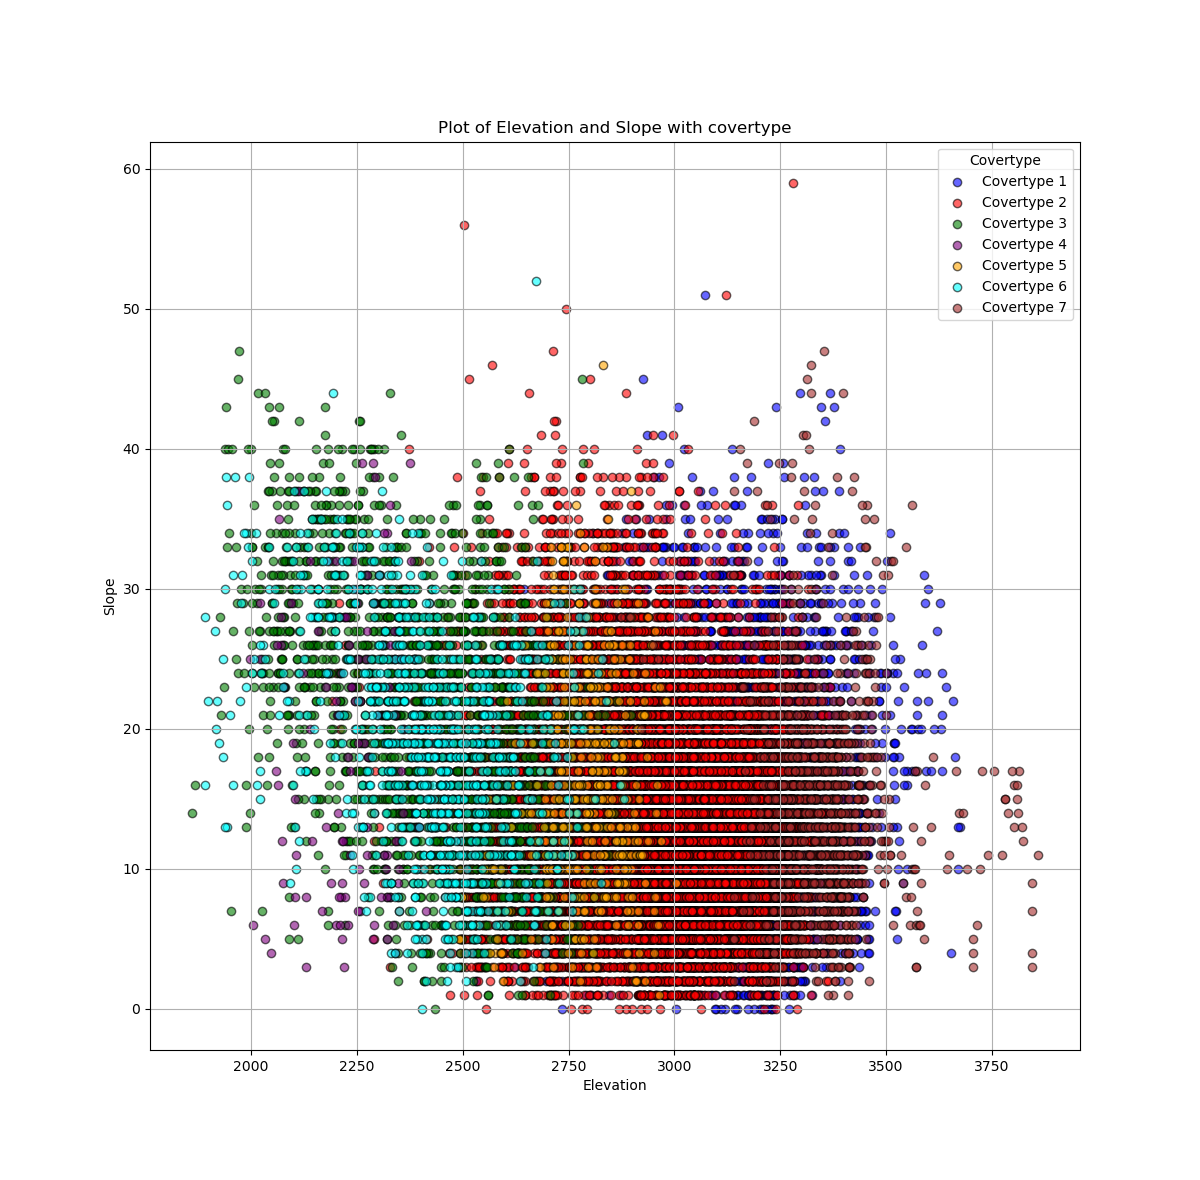 Plot of Elevation and Slope with covertype
Covertype
Covertype 1
Covertype 2
Covertype 3
Covertype 4
Covertype 5
Covertype 6
Covertype 7
60
50
40
30
20
10
0
Slope
2000 2250 2500 2750 3000 3250 3500 3750
Elevation